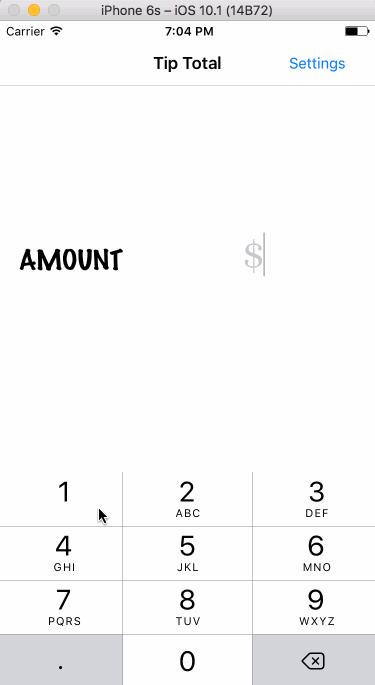 iPhone 6s – iOS 10.1 (14B72)
Carrier 7:04 PM
Tip Total Settings
AMOUNT $
1 2 3
ABC DEF
4 5 6
GHI JKL MNO
7 8 9
PQRS TUV WXYZ
. 0